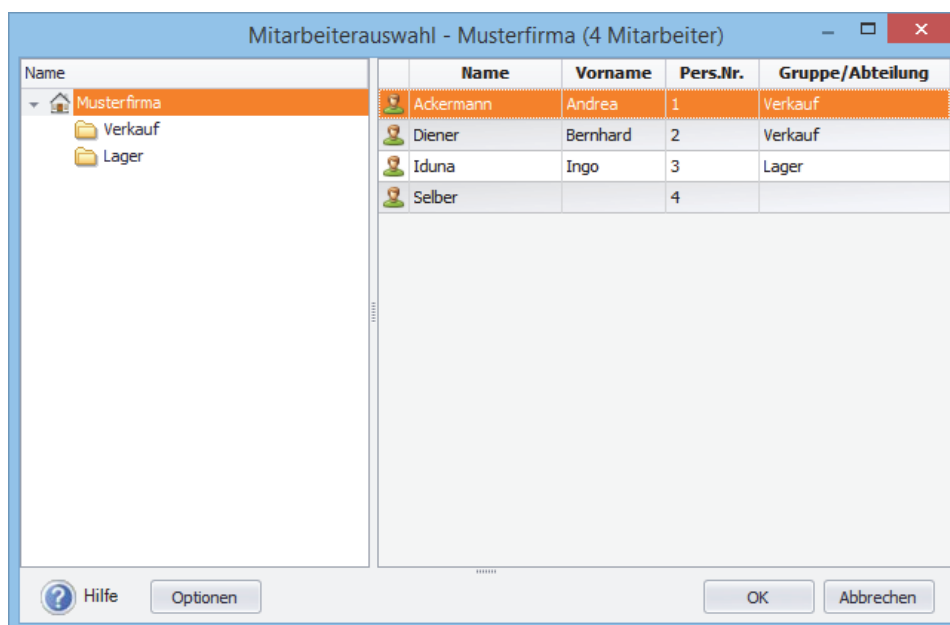 Mitarbeiterauswahl - Musterfirma (4 Mitarbeiter)
Name
Musterfirma
Verkauf
Lager
Name Vorname Pers.Nr. Gruppe/Abteilung
Ackermann Andrea 1 Verkauf
Diener Bernhard 2 Verkauf
Iduna Ingo 3 Lager
Selber 4
? Hilfe Optionen OK Abbrechen